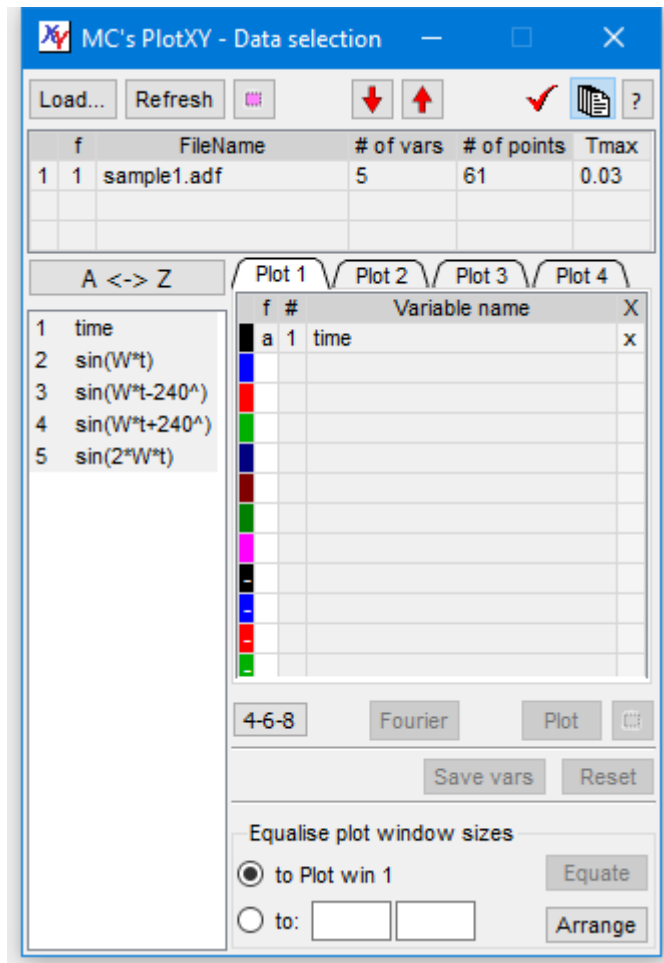 XY MC's PlotXY - Data selection
Load... Refresh ?
f FileName # of vars # of points Tmax
1 1 sample1.adf 5 61 0.03
A <-> Z Plot 1 Plot 2 Plot 3 Plot 4
f # Variable name X
a 1 time x
1 time
2 sin(W*t)
3 sin(W*t-240^)
4 sin(W*t+240^)
5 sin(2*W*t)
4-6-8 Fourier Plot
Save vars Reset
Equalise plot window sizes
to Plot win 1 Equate
to: Arrange